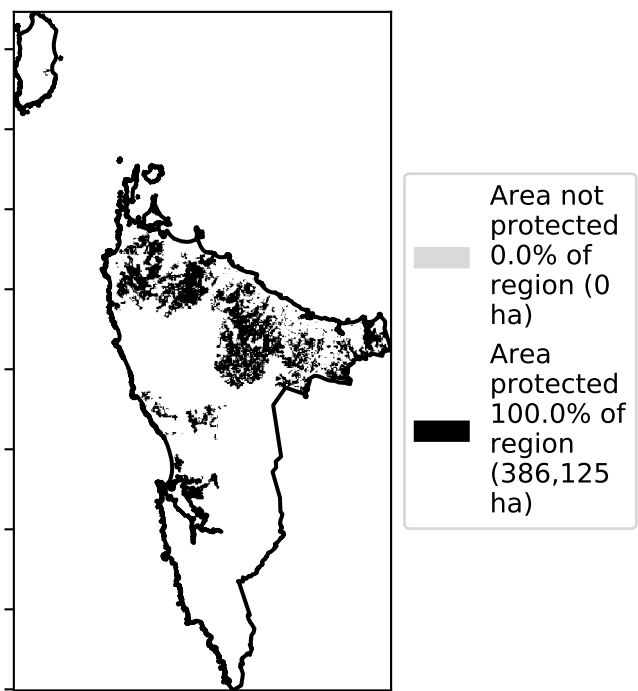 Area not
protected
0.0% of
region (0
ha)
Area
protected
100.0% of
region
(386,125
ha)